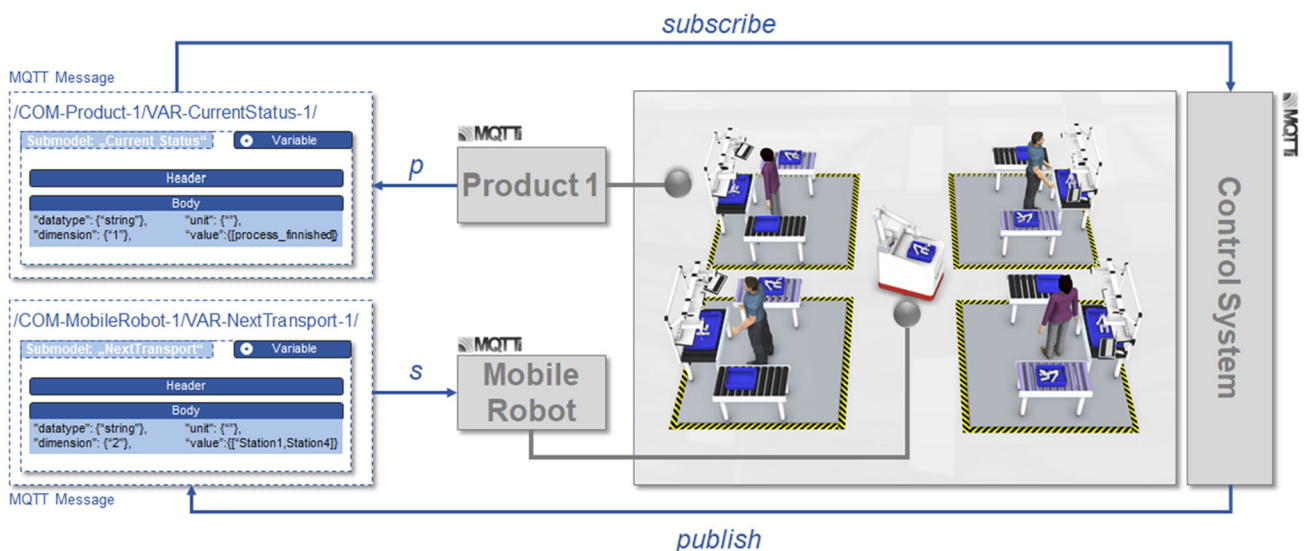 subscribe
MQTT Message
/COM-Product-1/VAR-CurrentStatus-1/
Submodel: „Current Status“
Variable
Header
Body
"datatype": {"string"}, "unit": {""},
"dimension": {"1"}, "value":{[process_finnished]}
p
MQTT
Product 1
MQTT
Control System
/COM-MobileRobot-1/VAR-NextTransport-1/
Submodel: „NextTransport“
Variable
Header
Body
"datatype": {"string"}, "unit": {""},
"dimension": {"2"}, "value":{["Station1,Station4]}
s
MQTT
Mobile
Robot
MQTT Message
publish